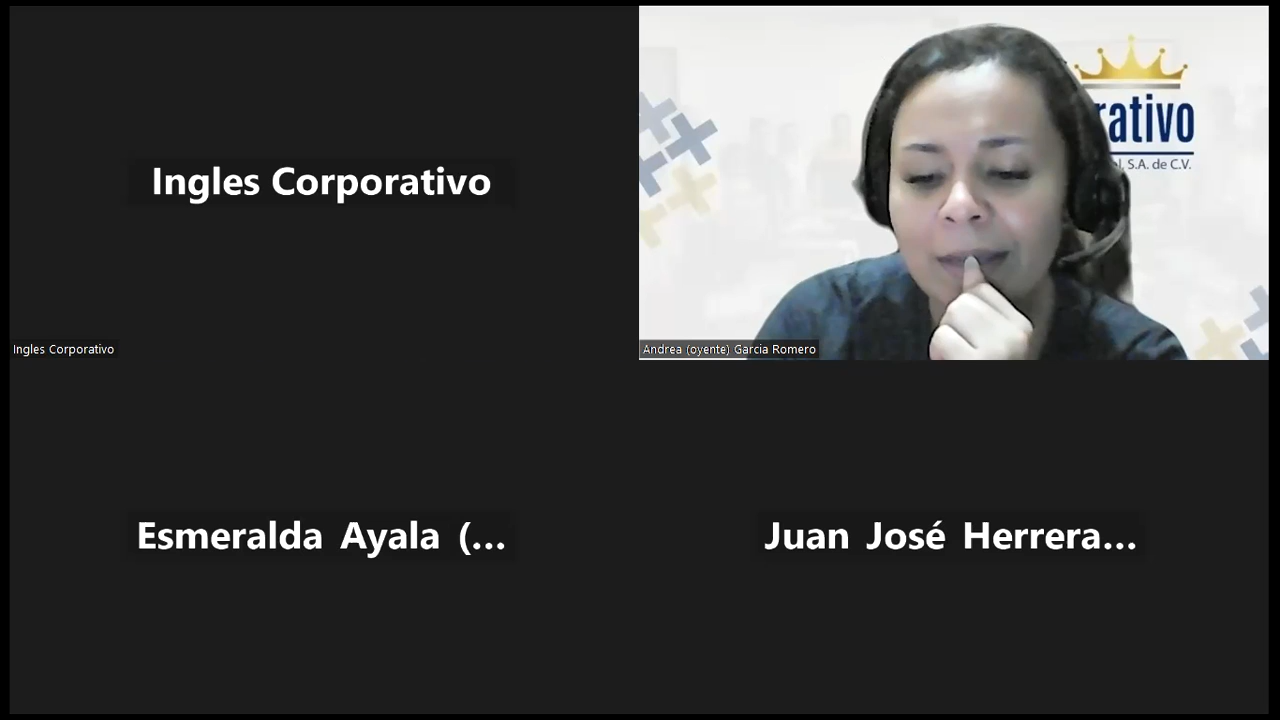 Ingles Corporativo
Ingles Corporativo
rativo
l, S.A. de C.V.
Andrea (oyente) Garcia Romero
Esmeralda Ayala (...
Juan José Herrera...